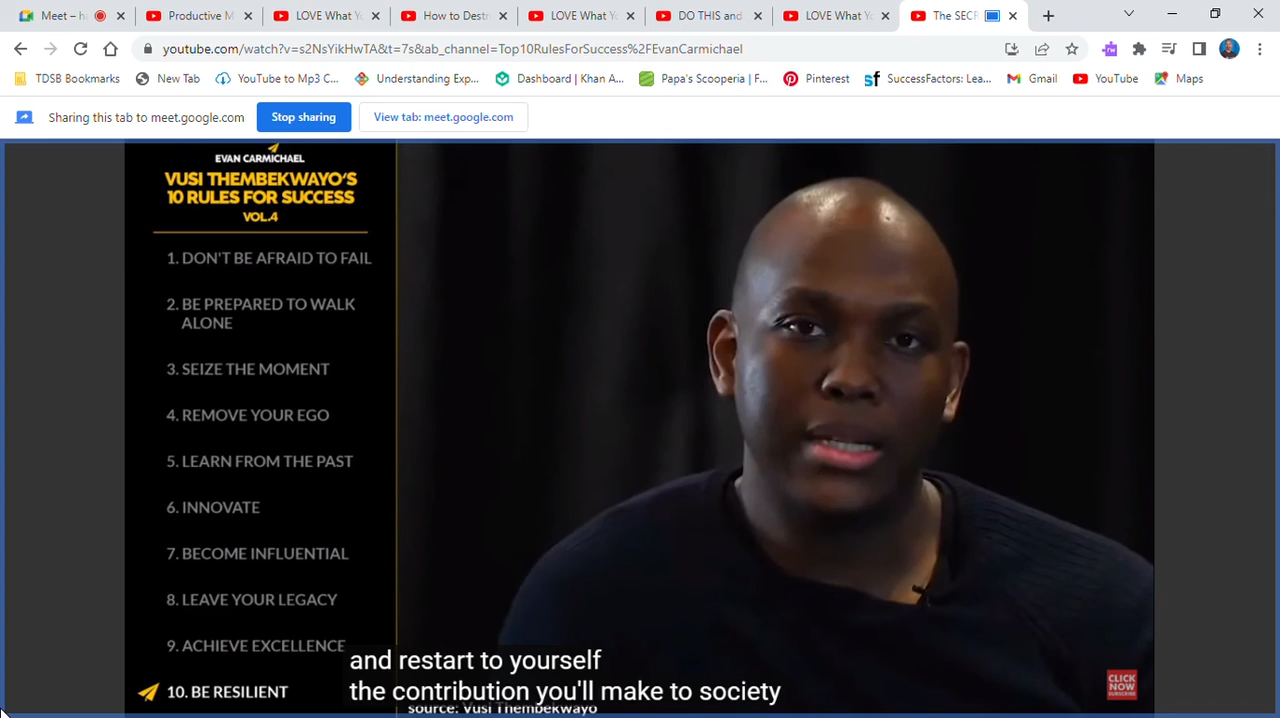 Meet – ha
Productive M
LOVE What Yo
How to Destr
LOVE What Yo
DO THIS and
LOVE What Yo
The SECR
youtube.com/watch?v=s2NsYikHwTA&t=7s&ab_channel=Top10RulesForSuccess%2FEvanCarmichael
TDSB Bookmarks
New Tab
YouTube to Mp3 C...
Understanding Exp...
Dashboard | Khan A...
Papa's Scooperia | F...
Pinterest
SuccessFactors: Lea...
Gmail
YouTube
Maps
Sharing this tab to meet.google.com
Stop sharing
View tab: meet.google.com
EVAN CARMICHAEL
VUSI THEMBEKWAYO'S
10 RULES FOR SUCCESS
VOL.4
1. DON'T BE AFRAID TO FAIL
2. BE PREPARED TO WALK
ALONE
3. SEIZE THE MOMENT
4. REMOVE YOUR EGO
5. LEARN FROM THE PAST
6. INNOVATE
7. BECOME INFLUENTIAL
8. LEAVE YOUR LEGACY
9. ACHIEVE EXCELLENCE
10. BE RESILIENT
and restart to yourself
the contribution you'll make to society
source: Vusi Thembekwayo
CLICK
NOW
SUBSCRIBE